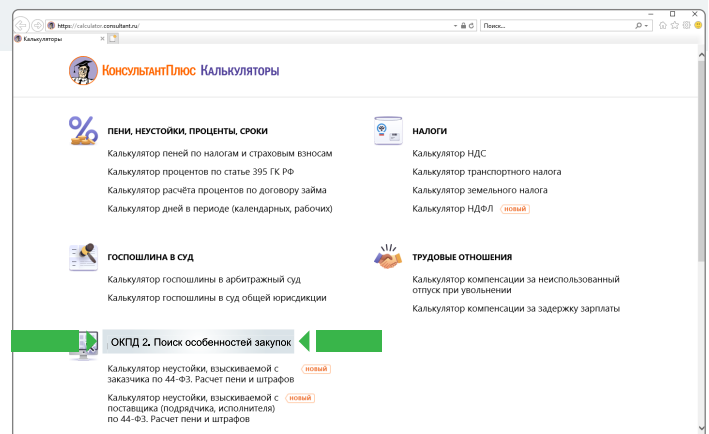 https://calculator.consultant.ru/
Поиск...
Калькуляторы
КонсультантПлюс Калькуляторы
ПЕНИ, НЕУСТОЙКИ, ПРОЦЕНТЫ, СРОКИ
Калькулятор пеней по налогам и страховым взносам
Калькулятор процентов по статье 395 ГК РФ
Калькулятор расчёта процентов по договору займа
Калькулятор дней в периоде (календарных, рабочих)
НАЛОГИ
Калькулятор НДС
Калькулятор транспортного налога
Калькулятор земельного налога
Калькулятор НДФЛ новый
ГОСПОШЛИНА В СУД
Калькулятор госпошлины в арбитражный суд
Калькулятор госпошлины в суд общей юрисдикции
ТРУДОВЫЕ ОТНОШЕНИЯ
Калькулятор компенсации за неиспользованный
отпуск при увольнении
Калькулятор компенсации за задержку зарплаты
ОКПД 2. Поиск особенностей закупок
Калькулятор неустойки, взыскиваемой с новый
заказчика по 44-ФЗ. Расчет пени и штрафов
Калькулятор неустойки, взыскиваемой с новый
поставщика (подрядчика, исполнителя)
по 44-ФЗ. Расчет пени и штрафов